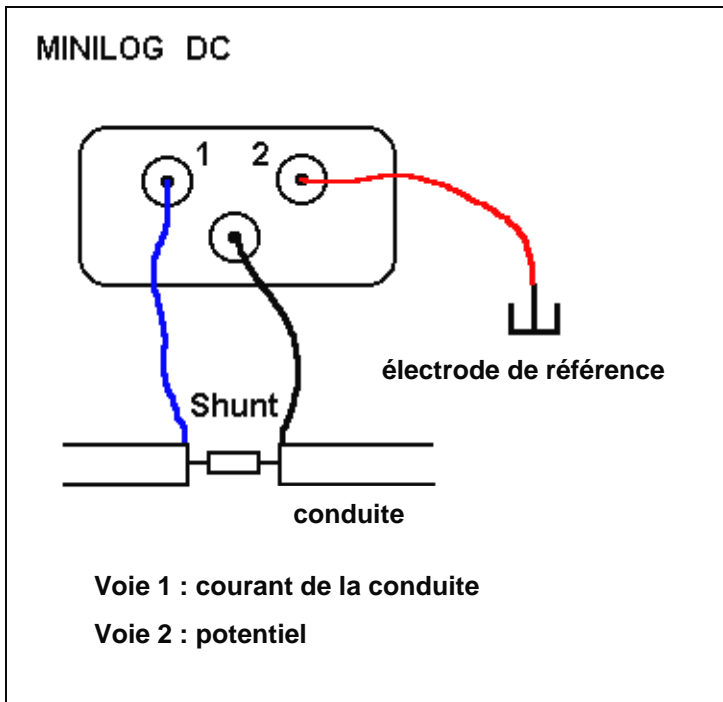 MINILOG DC
1 2
électrode de référence
Shunt
conduite
Voie 1 : courant de la conduite
Voie 2 : potentiel